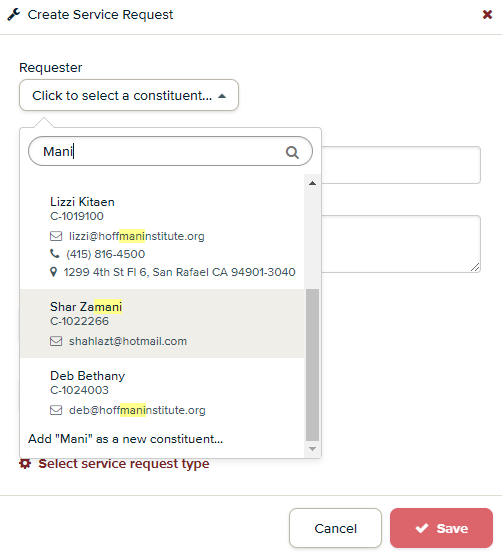 Create Service Request
Requester
Click to select a constituent...
Mani
Lizzi Kitaen
C-1019100
lizzi@hoffmaninstitute.org
(415) 816-4500
1299 4th St Fl 6, San Rafael CA 94901-3040
Shar Zamani
C-1022266
shahlazt@hotmail.com
Deb Bethany
C-1024003
deb@hoffmaninstitute.org
Add "Mani" as a new constituent...
Select service request type
Cancel
Save